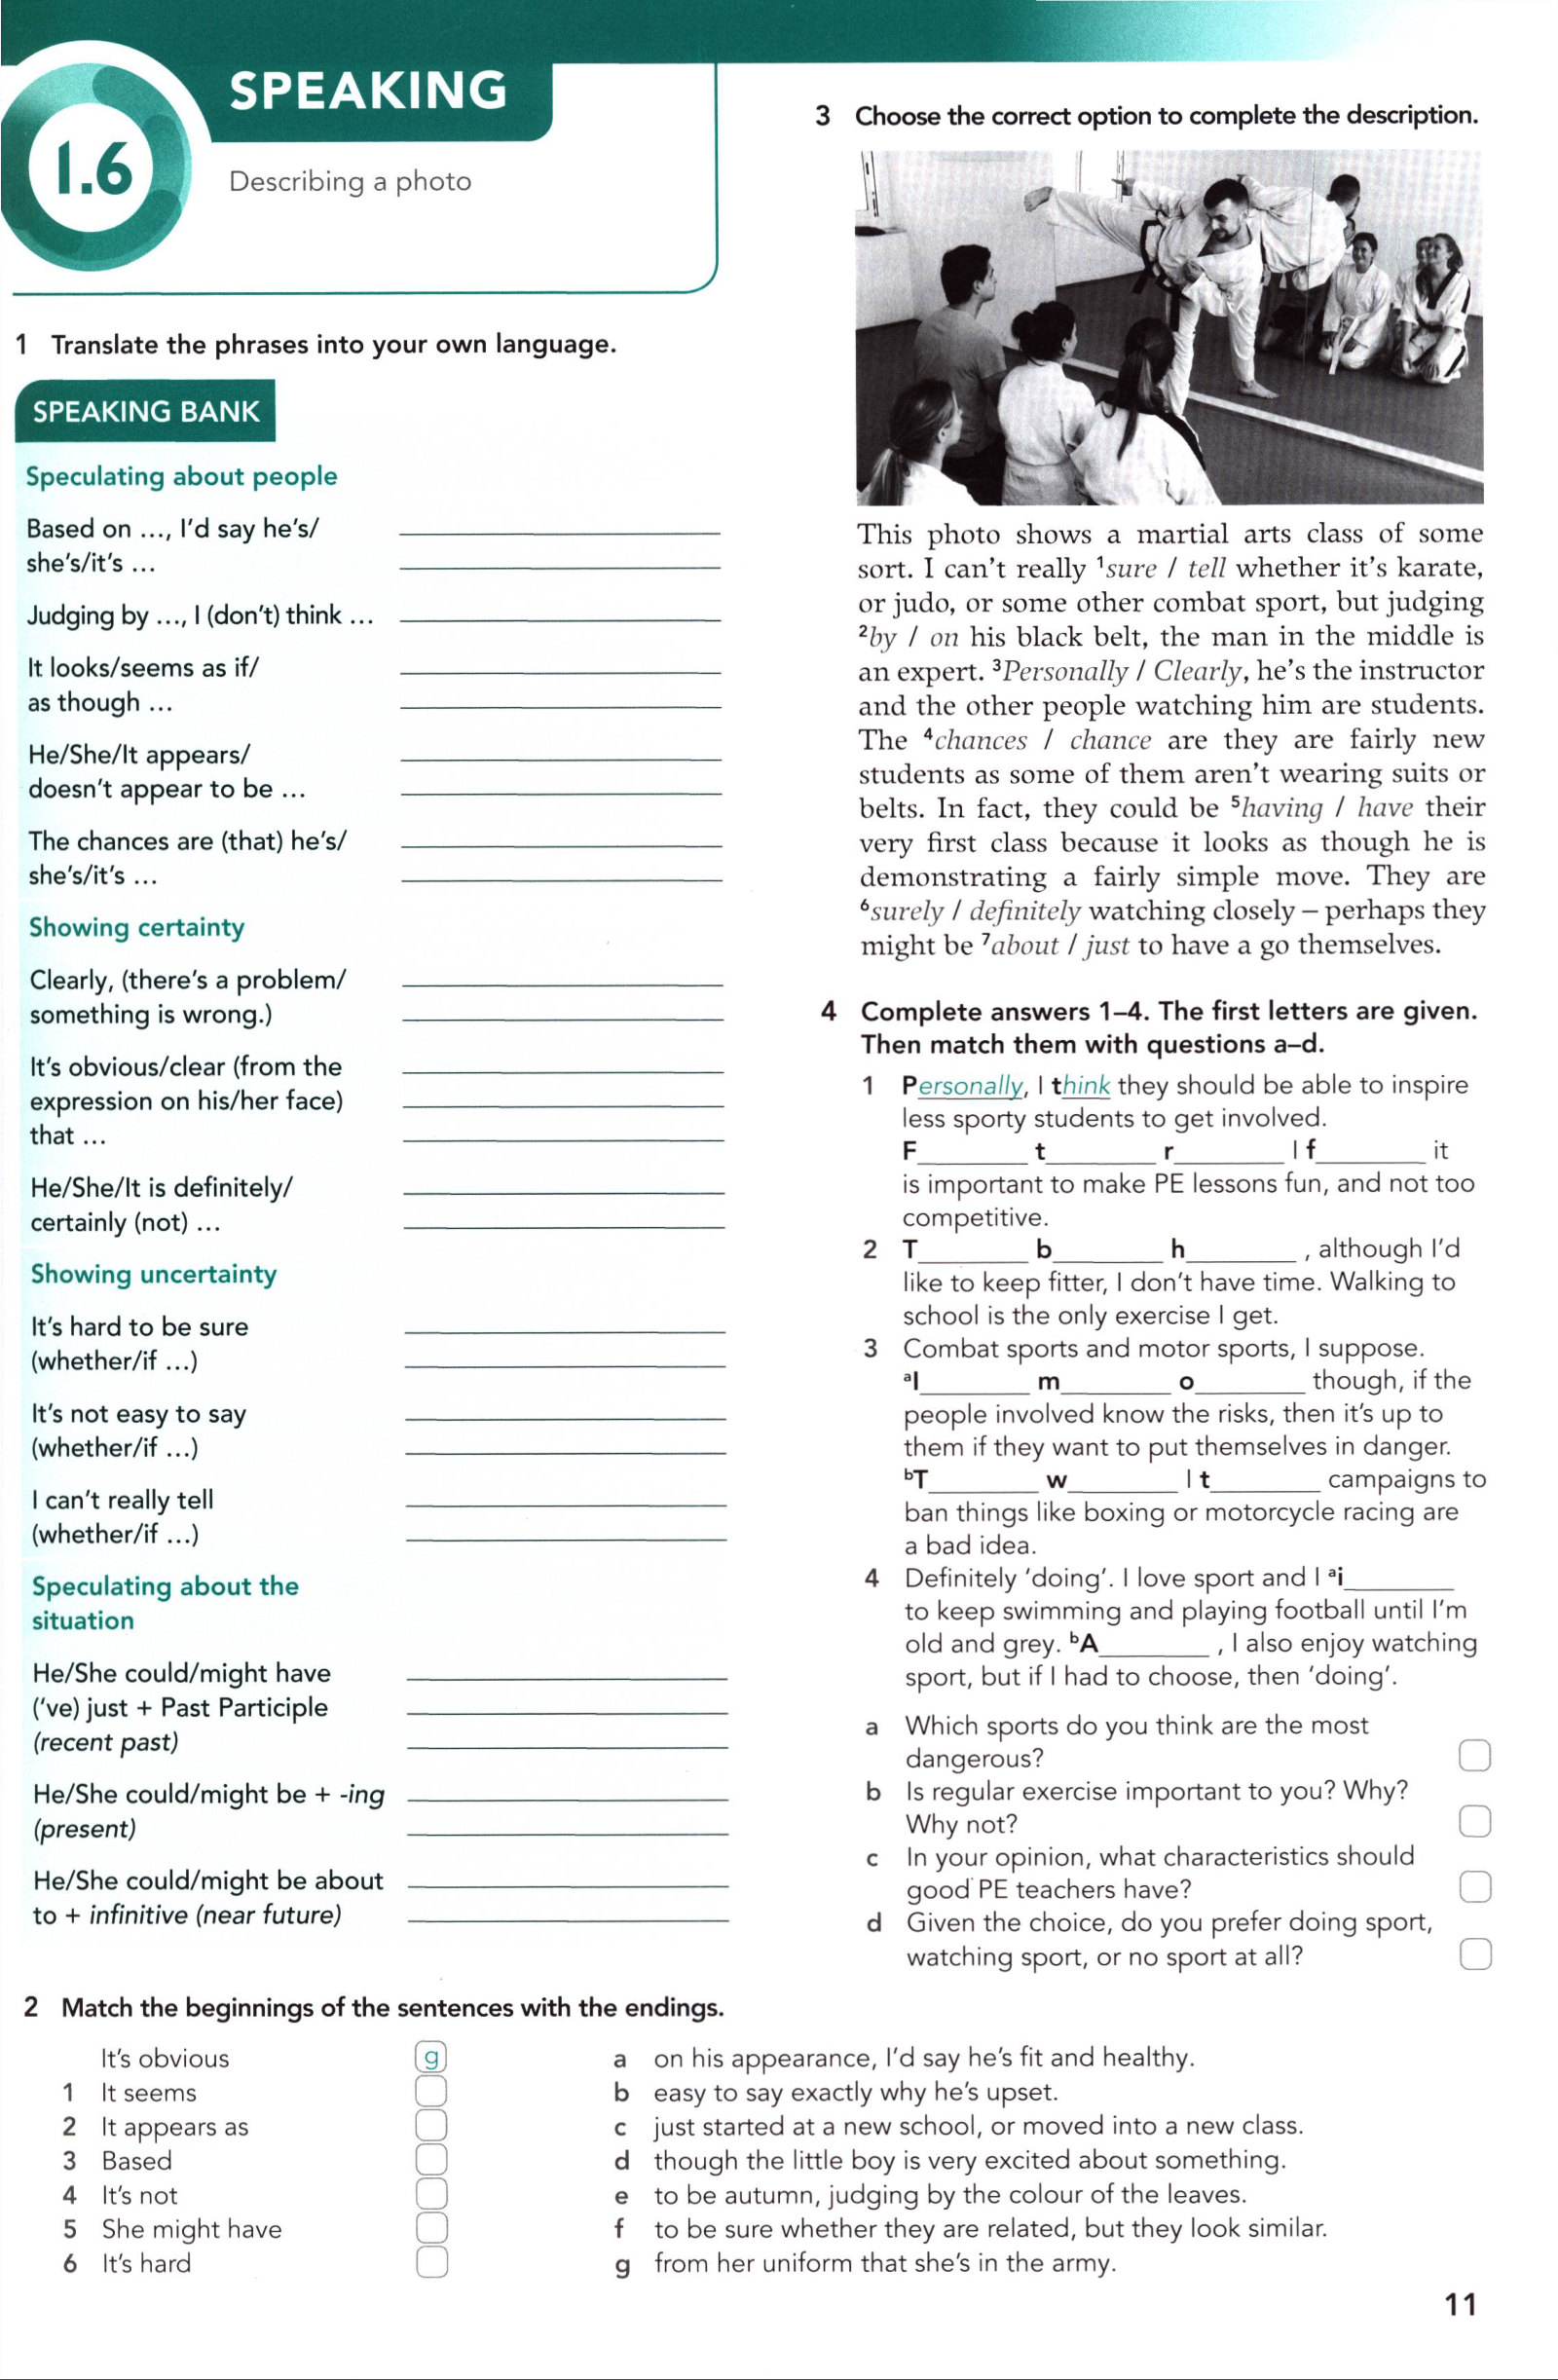 SPEAKING
1.6
Describing a photo
1 Translate the phrases into your own language.
SPEAKING BANK
Speculating about people
Based on ..., I'd say he's/
she's/it's ...
Judging by ..., I (don't) think ...
It looks/seems as if/
as though ...
He/She/It appears/
doesn't appear to be ...
The chances are (that) he's/
she's/it's ...
Showing certainty
Clearly, (there's a problem/
something is wrong.)
It's obvious/clear (from the
expression on his/her face)
that ...
He/She/It is definitely/
certainly (not) ...
Showing uncertainty
It's hard to be sure
(whether/if ...)
It's not easy to say
(whether/if ...)
I can't really tell
(whether/if ...)
Speculating about the
situation
He/She could/might have
('ve) just + Past Participle
(recent past)
He/She could/might be + -ing
(present)
He/She could/might be about
to + infinitive (near future)
2 Match the beginnings of the sentences with the endings.
It's obvious g
1 It seems
2 It appears as
3 Based
4 It's not
5 She might have
6 It's hard
a on his appearance, I'd say he's fit and healthy.
b easy to say exactly why he's upset.
c just started at a new school, or moved into a new class.
d though the little boy is very excited about something.
e to be autumn, judging by the colour of the leaves.
f to be sure whether they are related, but they look similar.
g from her uniform that she's in the army.
3 Choose the correct option to complete the description.
This photo shows a martial arts class of some
sort. I can't really ¹sure / tell whether it's karate,
or judo, or some other combat sport, but judging
²by / on his black belt, the man in the middle is
an expert. ³Personally / Clearly, he's the instructor
and the other people watching him are students.
The ⁴chances / chance are they are fairly new
students as some of them aren't wearing suits or
belts. In fact, they could be ⁵having / have their
very first class because it looks as though he is
demonstrating a fairly simple move. They are
⁶surely / definitely watching closely – perhaps they
might be ⁷about / just to have a go themselves.
4 Complete answers 1–4. The first letters are given.
Then match them with questions a–d.
1 Personally, I think they should be able to inspire
less sporty students to get involved.
F________ t________ r________ I f________ it
is important to make PE lessons fun, and not too
competitive.
2 T________ b________ h________ , although I'd
like to keep fitter, I don't have time. Walking to
school is the only exercise I get.
3 Combat sports and motor sports, I suppose.
ᵃI________ m________ o________ though, if the
people involved know the risks, then it's up to
them if they want to put themselves in danger.
ᵇT________ w________ I t________ campaigns to
ban things like boxing or motorcycle racing are
a bad idea.
4 Definitely 'doing'. I love sport and I ᵃi________
to keep swimming and playing football until I'm
old and grey. ᵇA________ , I also enjoy watching
sport, but if I had to choose, then 'doing'.
a Which sports do you think are the most
dangerous?
b Is regular exercise important to you? Why?
Why not?
c In your opinion, what characteristics should
good PE teachers have?
d Given the choice, do you prefer doing sport,
watching sport, or no sport at all?
11